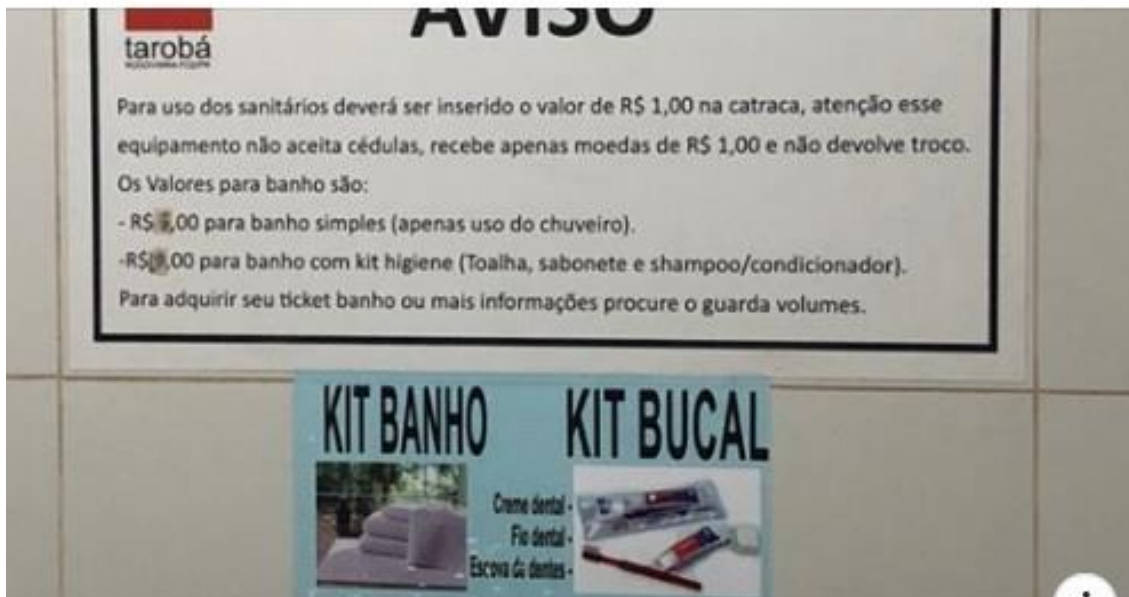 AVISO
tarobá
Para uso dos sanitários deverá ser inserido o valor de R$ 1,00 na catraca, atenção esse
equipamento não aceita cédulas, recebe apenas moedas de R$ 1,00 e não devolve troco.
Os Valores para banho são:
- R$ ,00 para banho simples (apenas uso do chuveiro).
-R$ ,00 para banho com kit higiene (Toalha, sabonete e shampoo/condicionador).
Para adquirir seu ticket banho ou mais informações procure o guarda volumes.
KIT BANHO
KIT BUCAL
Creme dental -
Fio dental -
Escova de dentes -